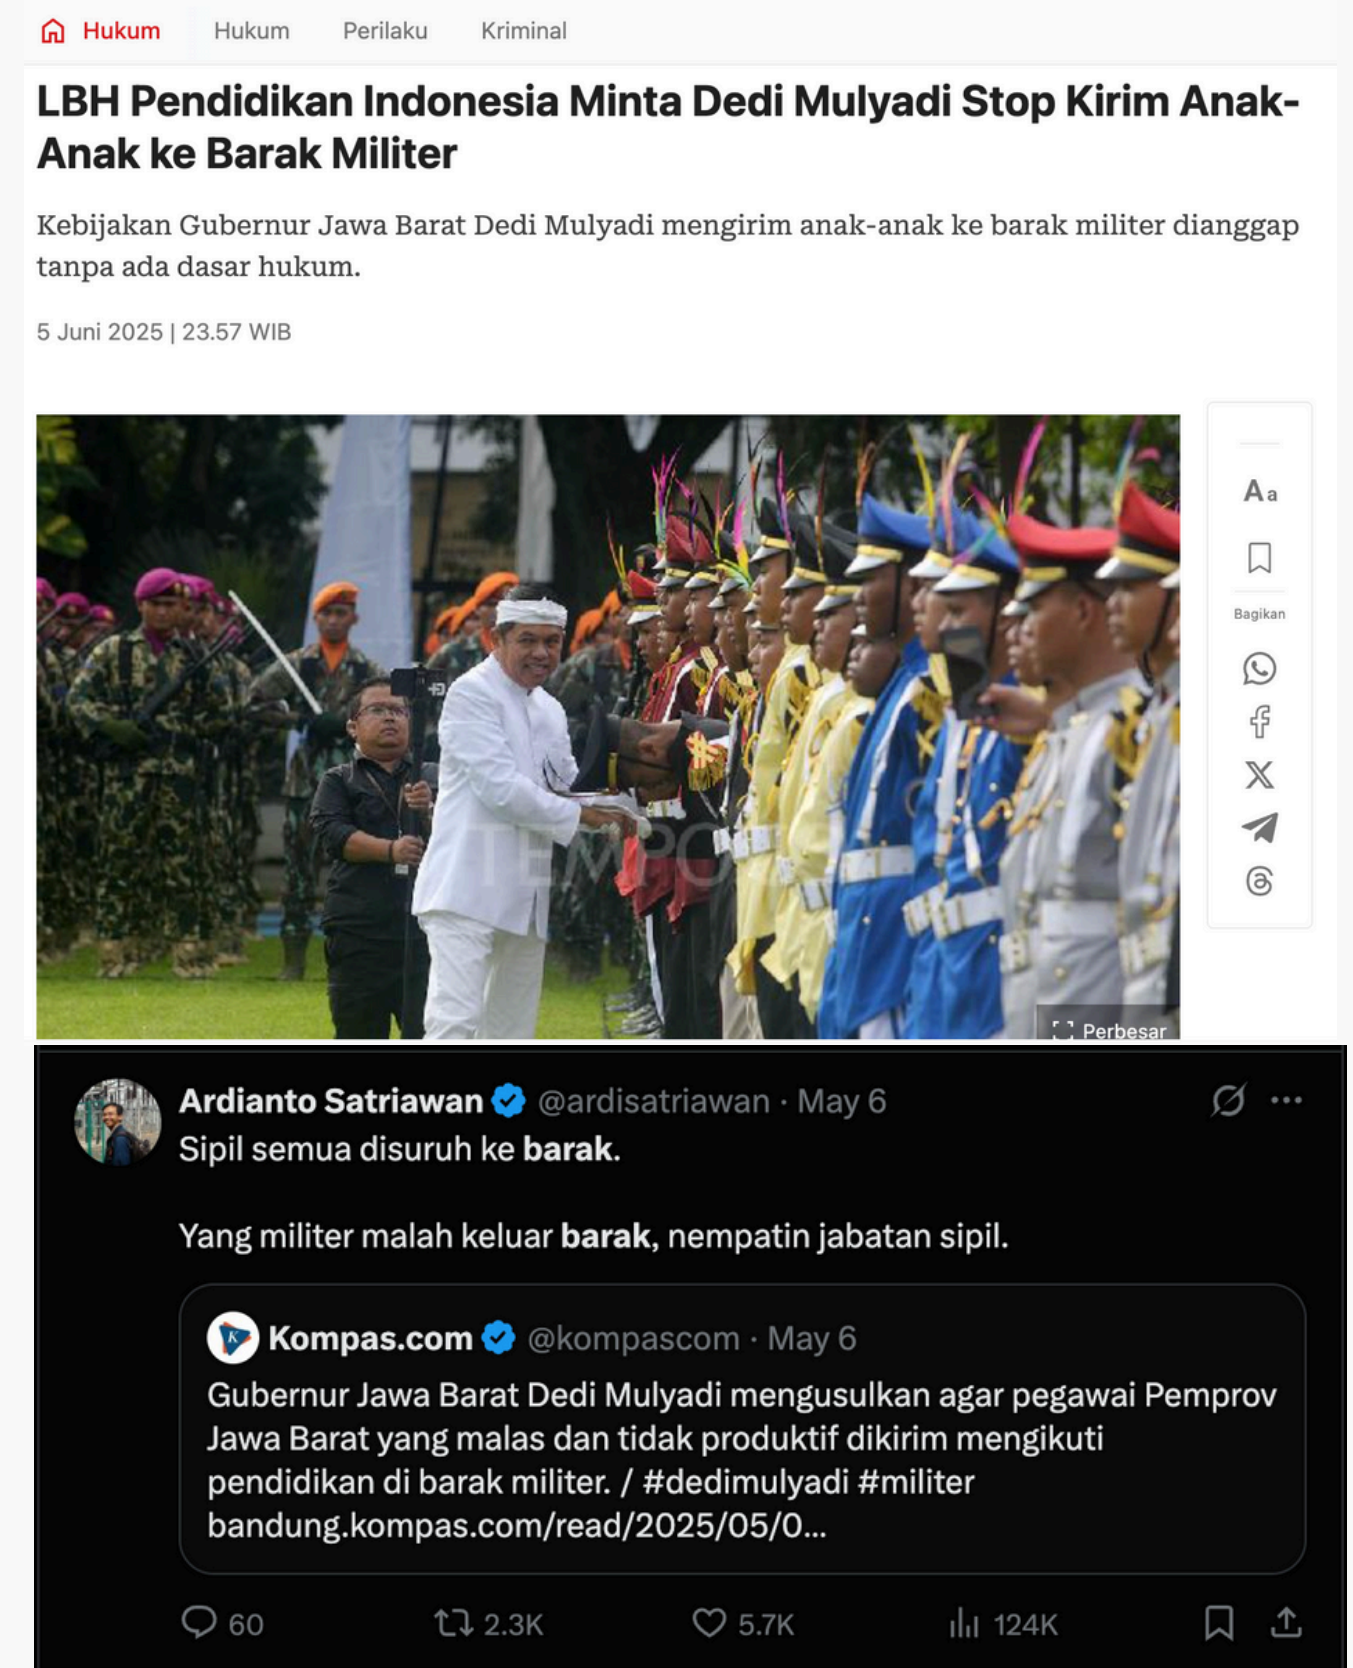 Hukum Hukum Perilaku Kriminal
LBH Pendidikan Indonesia Minta Dedi Mulyadi Stop Kirim Anak-
Anak ke Barak Militer
Kebijakan Gubernur Jawa Barat Dedi Mulyadi mengirim anak-anak ke barak militer dianggap
tanpa ada dasar hukum.
5 Juni 2025 | 23.57 WIB
Aa
Bagikan
TEMPO
Perbesar
Ardianto Satriawan @ardisatriawan · May 6
Sipil semua disuruh ke barak.
Yang militer malah keluar barak, nempatin jabatan sipil.
K
Kompas.com @kompascom · May 6
Gubernur Jawa Barat Dedi Mulyadi mengusulkan agar pegawai Pemprov
Jawa Barat yang malas dan tidak produktif dikirim mengikuti
pendidikan di barak militer. / #dedimulyadi #militer
bandung.kompas.com/read/2025/05/0...
60 2.3K 5.7K 124K